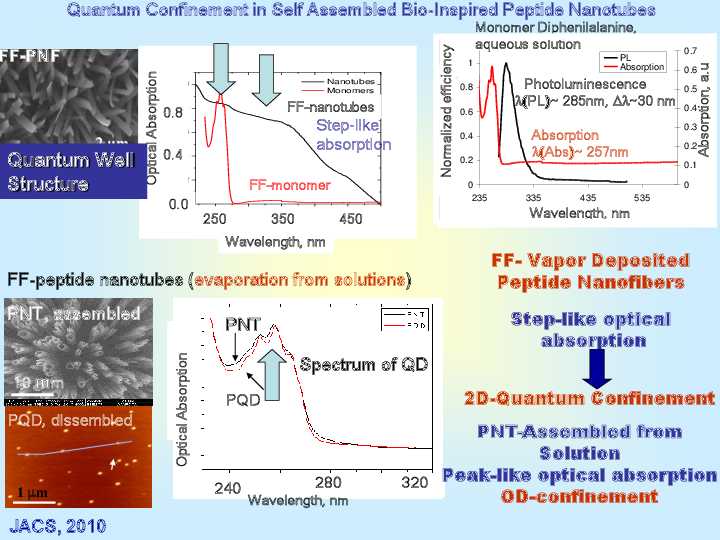 Quantum Confinement in Self Assembled Bio-Inspired Peptide Nanotubes
FF-PNF
2 μm
Quantum Well
Structure
Optical Absorption
0.8
0.4
0.0
250
350
450
Wavelength, nm
Nanotubes
Monomers
FF-nanotubes
Step-like
absorption
FF-monomer
Monomer Diphenilalanine,
aqueous solution
Normalized efficiency
1
0.8
0.6
0.4
0.2
0
235
335
435
535
Wavelength, nm
PL
Absorption
Photoluminescence
λ(PL)~ 285nm, Δλ~30 nm
Absorption
λ(Abs)~ 257nm
0.7
0.6
0.5
0.4
0.3
0.2
0.1
0
Absorption, a.u
FF-peptide nanotubes (evaporation from solutions)
PNT, assembled
10 mm
PQD, dissembled
1 μm
JACS, 2010
Optical Absorption
PNT
PQD
PNT
PQD
Spectrum of QD
240
280
320
Wavelength, nm
FF- Vapor Deposited
Peptide Nanofibers
Step-like optical
absorption
2D-Quantum Confinement
PNT-Assembled from
Solution
Peak-like optical absorption
OD-confinement